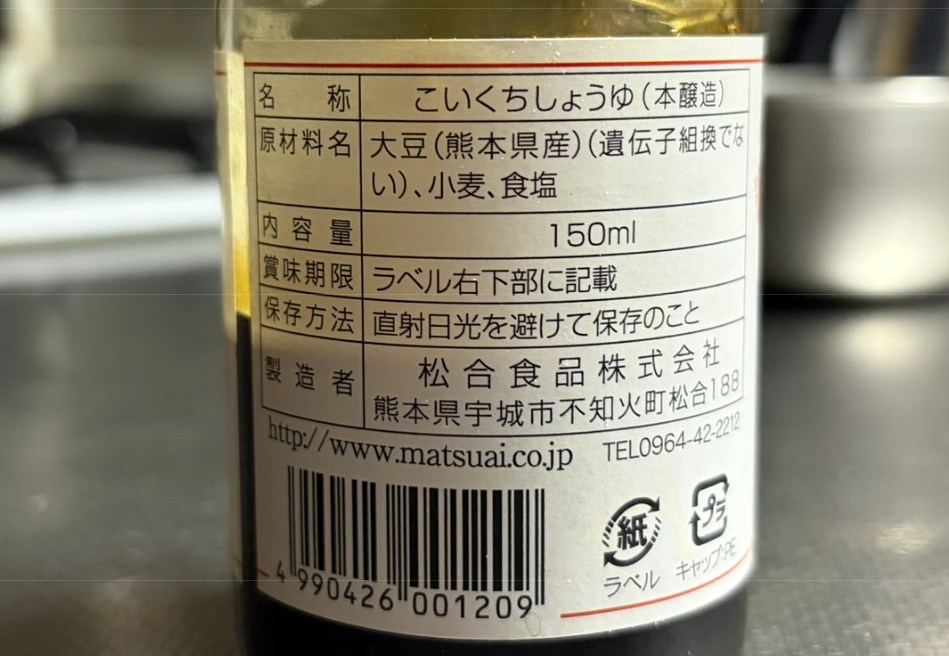 名称 こいくちしょうゆ（本醸造）
原材料名 大豆（熊本県産）（遺伝子組換でな
い）、小麦、食塩
内容量 150ml
賞味期限 ラベル右下部に記載
保存方法 直射日光を避けて保存のこと
製造者 松合食品株式会社
熊本県宇城市不知火町松合188
http://www.matsuai.co.jp TEL0964-42-2212
紙 プラ
ラベル キャップ:PE
4 990426 001209